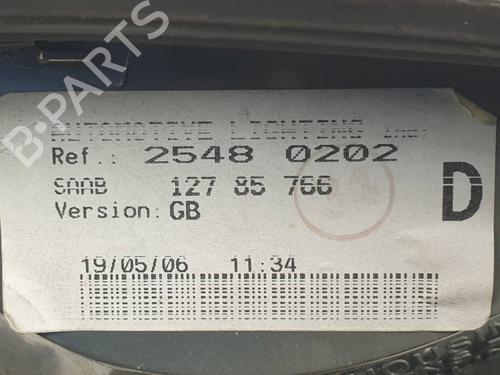 B-PARTS
AUTOMOTIVE LIGHTING
Ref.: 2548 0202
SAAB 127 85 766
Version: GB
D
19/05/06 11:34